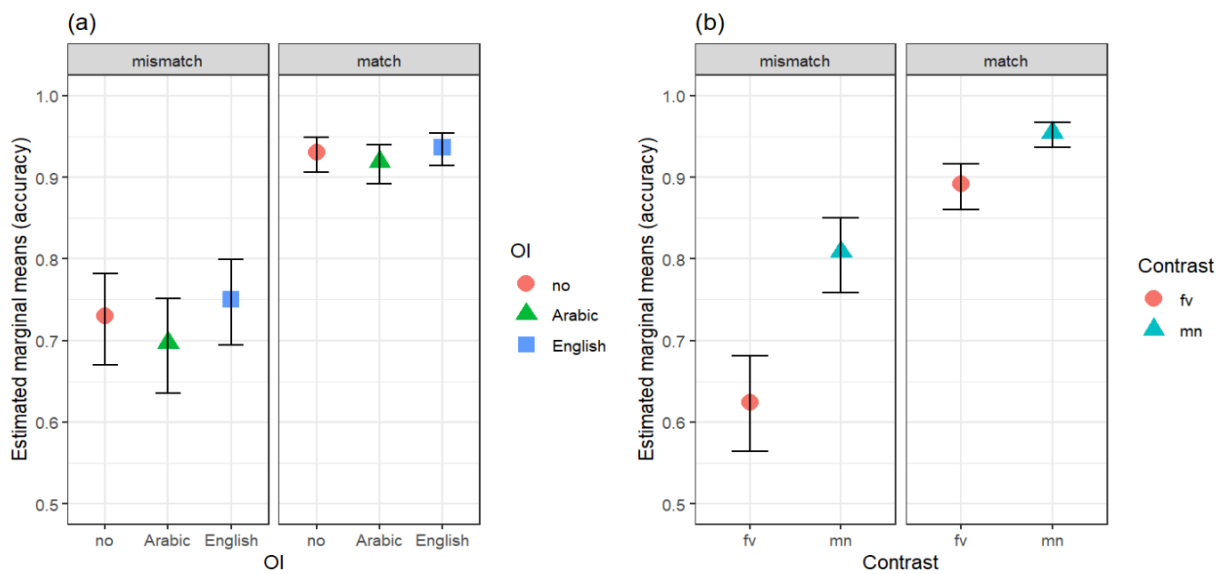 (a)
mismatch
match
Estimated marginal means (accuracy)
1.0
0.9
0.8
0.7
0.6
0.5
no Arabic English
no Arabic English
OI
OI
no
Arabic
English
(b)
mismatch
match
Estimated marginal means (accuracy)
1.0
0.9
0.8
0.7
0.6
0.5
fv mn
fv mn
Contrast
Contrast
fv
mn